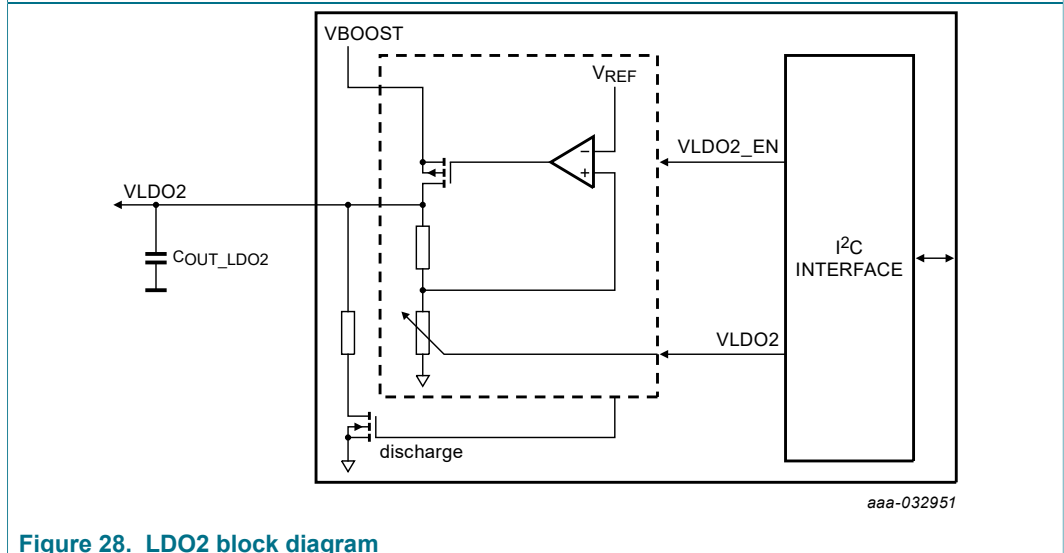 VBOOST
VREF
VLDO2_EN
VLDO2
COUT_LDO2
I2C
INTERFACE
VLDO2
discharge
aaa-032951
Figure 28. LDO2 block diagram